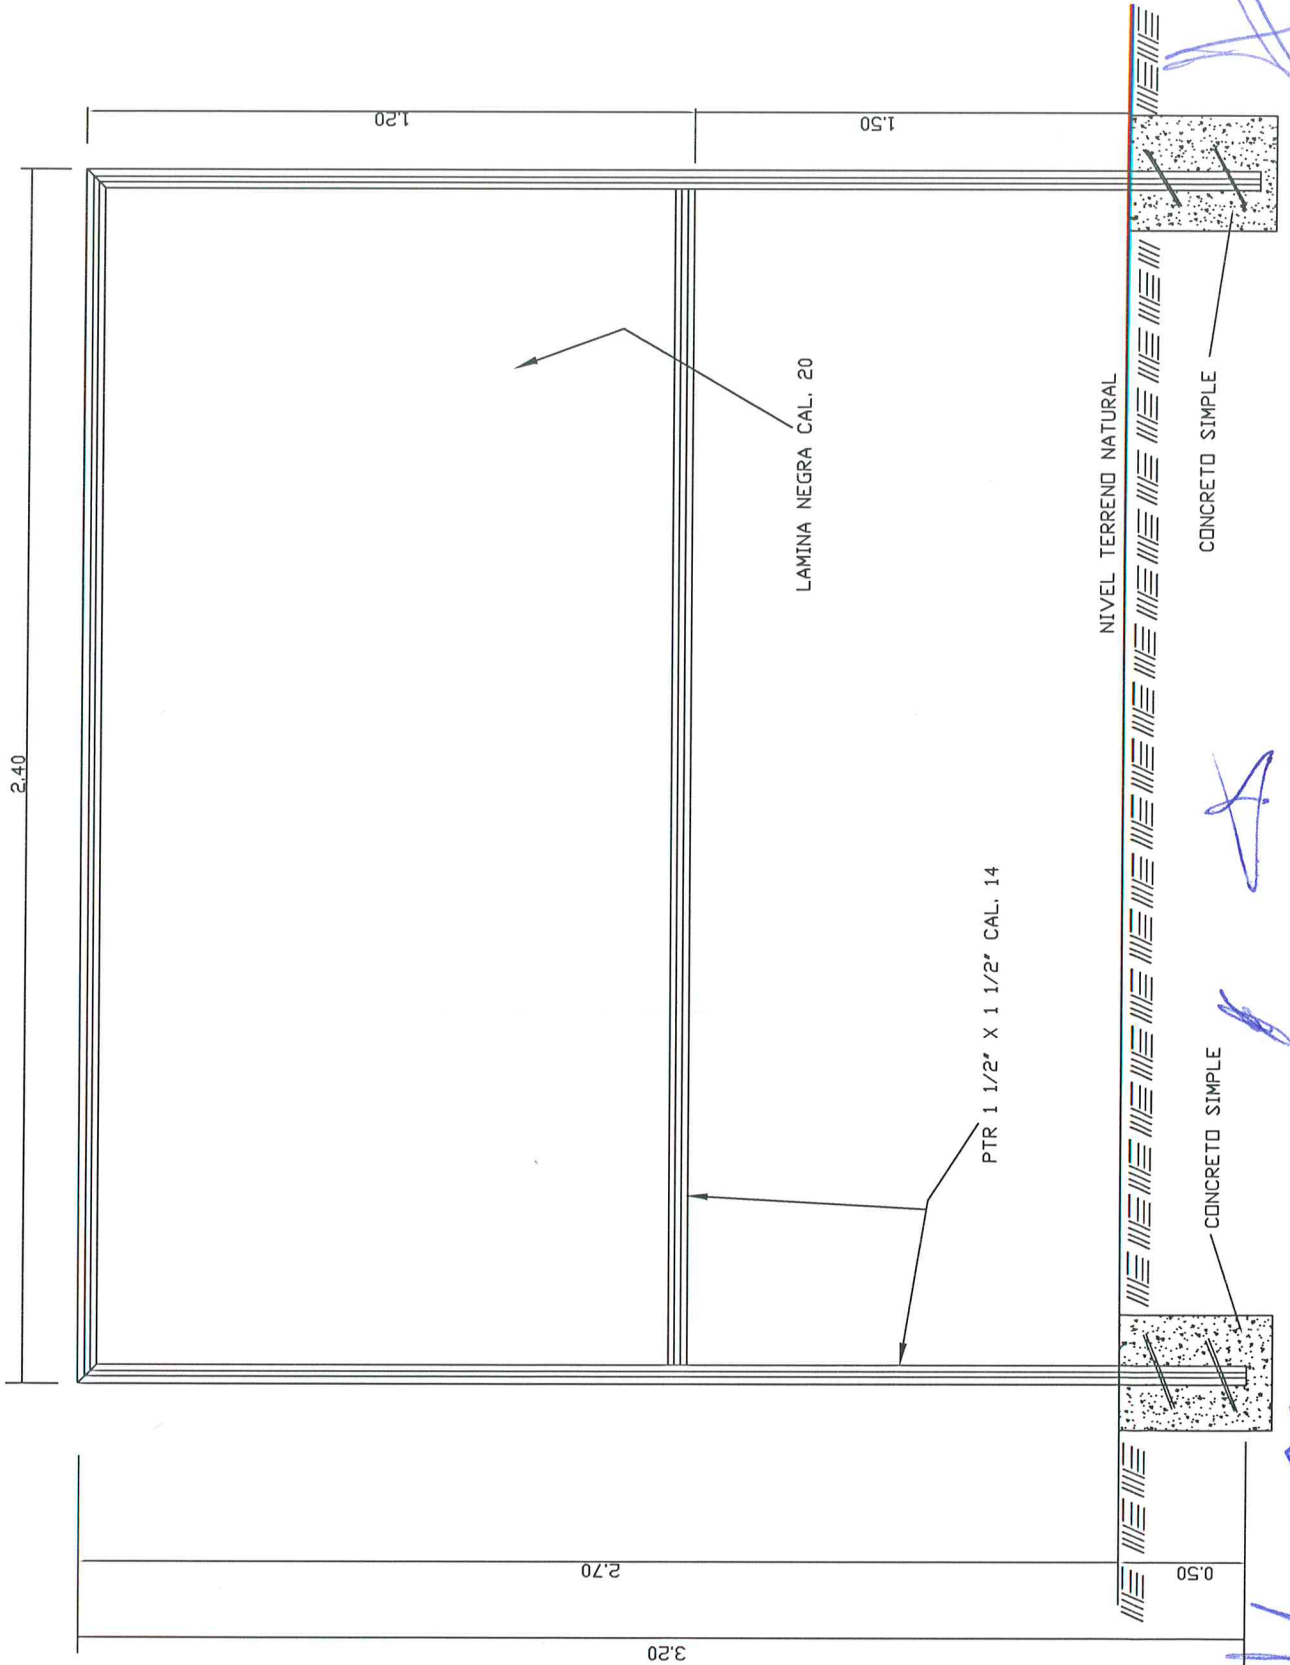 2.40
1.20
1.50
LAMINA NEGRA CAL. 20
PTR 1 1/2" X 1 1/2" CAL. 14
NIVEL TERRENO NATURAL
CONCRETO SIMPLE
CONCRETO SIMPLE
2.70
0.50
3.20